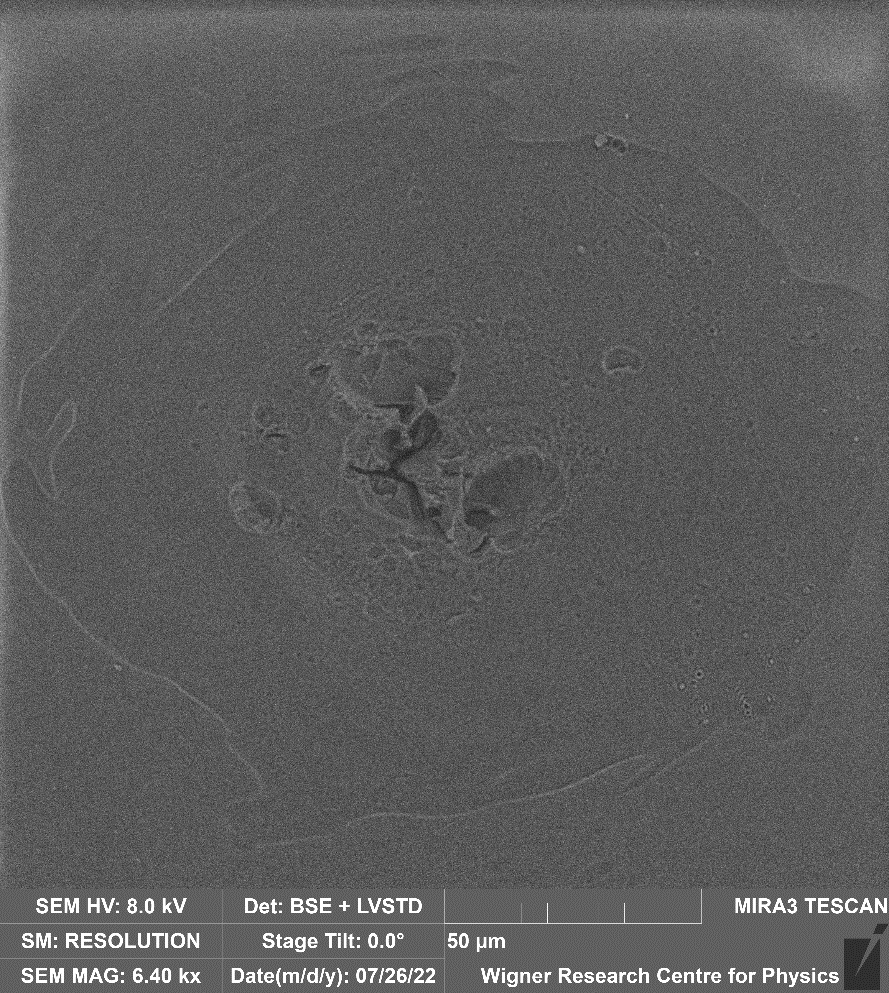 SEM HV: 8.0 kV Det: BSE + LVSTD MIRA3 TESCAN
SM: RESOLUTION Stage Tilt: 0.0° 50 µm
SEM MAG: 6.40 kx Date(m/d/y): 07/26/22 Wigner Research Centre for Physics